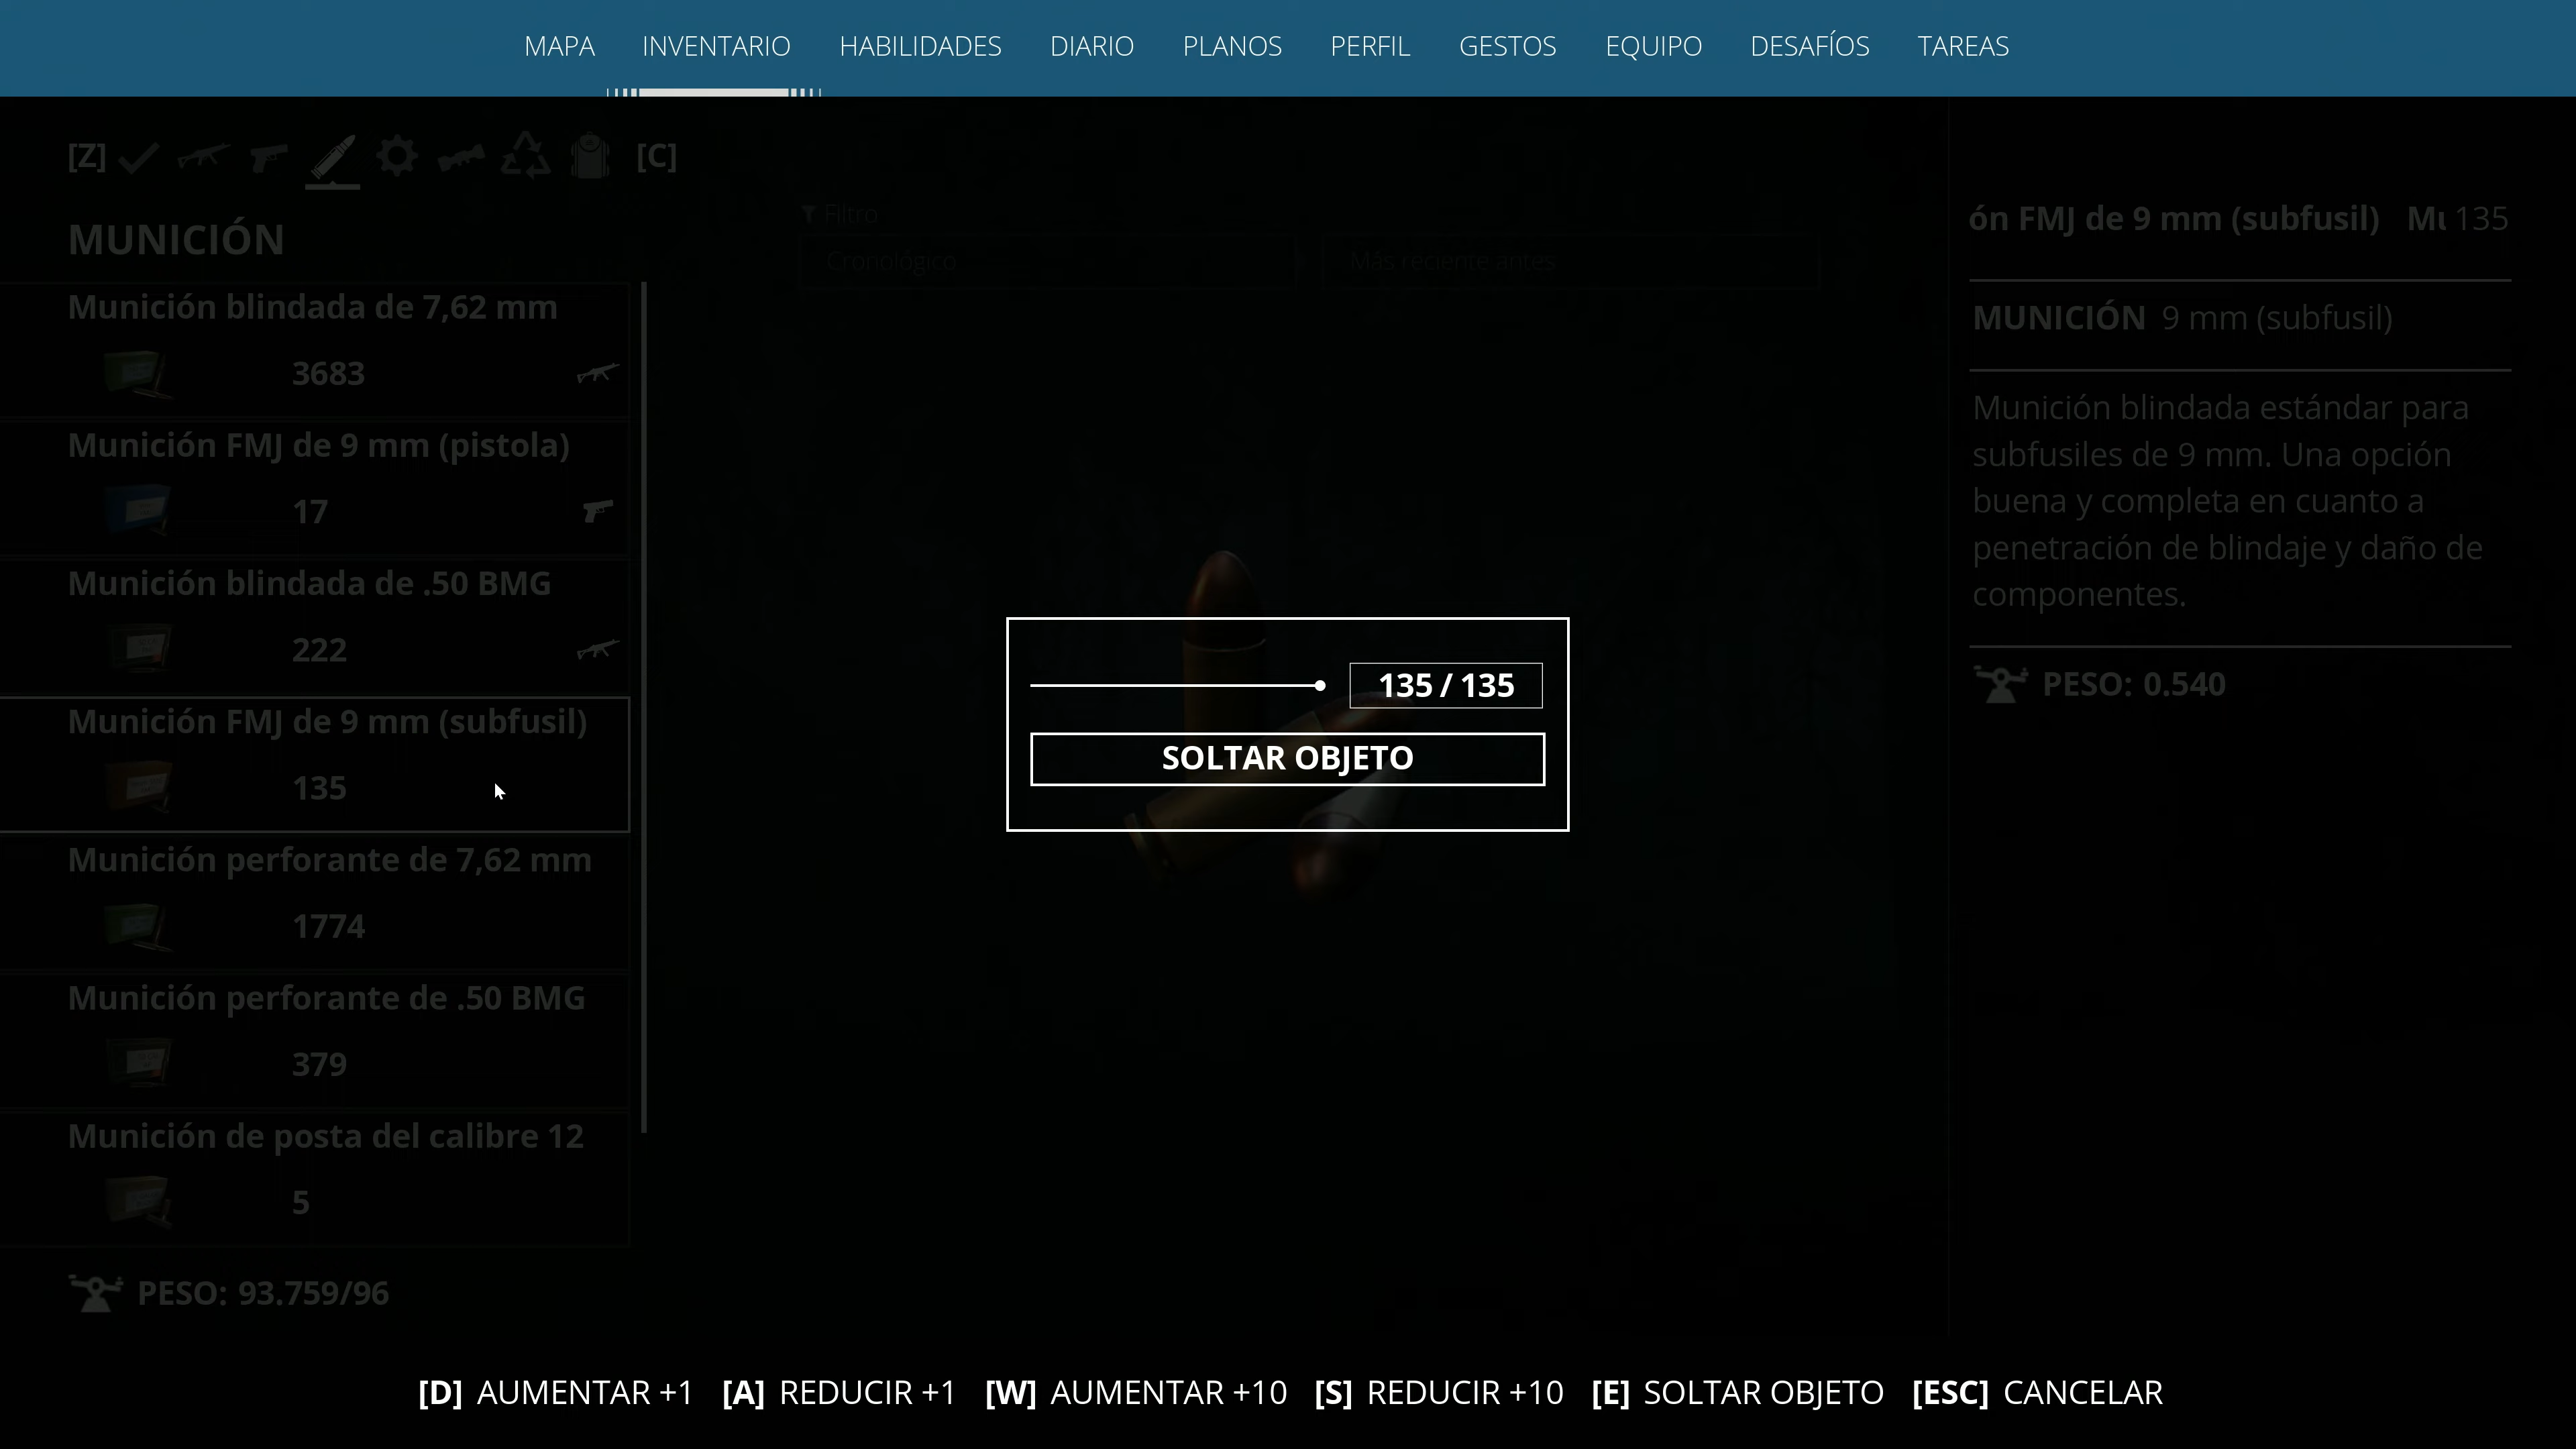 MAPA INVENTARIO HABILIDADES DIARIO PLANOS PERFIL GESTOS EQUIPO DESAFÍOS TAREAS
[Z] [C]
MUNICIÓN
Filtro
Cronológico Más reciente antes
Munición blindada de 7,62 mm
3683
Munición FMJ de 9 mm (pistola)
17
Munición blindada de .50 BMG
222
Munición FMJ de 9 mm (subfusil)
135
Munición perforante de 7,62 mm
1774
Munición perforante de .50 BMG
379
Munición de posta del calibre 12
5
PESO: 93.759/96
135 / 135
SOLTAR OBJETO
ón FMJ de 9 mm (subfusil) Mu 135
MUNICIÓN 9 mm (subfusil)
Munición blindada estándar para
subfusiles de 9 mm. Una opción
buena y completa en cuanto a
penetración de blindaje y daño de
componentes.
PESO: 0.540
[D] AUMENTAR +1 [A] REDUCIR +1 [W] AUMENTAR +10 [S] REDUCIR +10 [E] SOLTAR OBJETO [ESC] CANCELAR